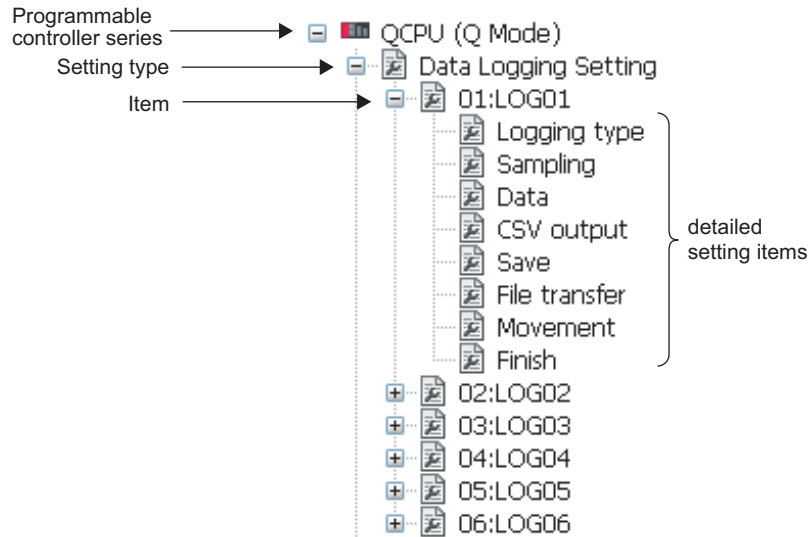 Programmable
controller series
QCPU (Q Mode)
Setting type
Data Logging Setting
Item
01:LOG01
Logging type
Sampling
Data
CSV output
Save
File transfer
Movement
Finish
detailed
setting items
02:LOG02
03:LOG03
04:LOG04
05:LOG05
06:LOG06